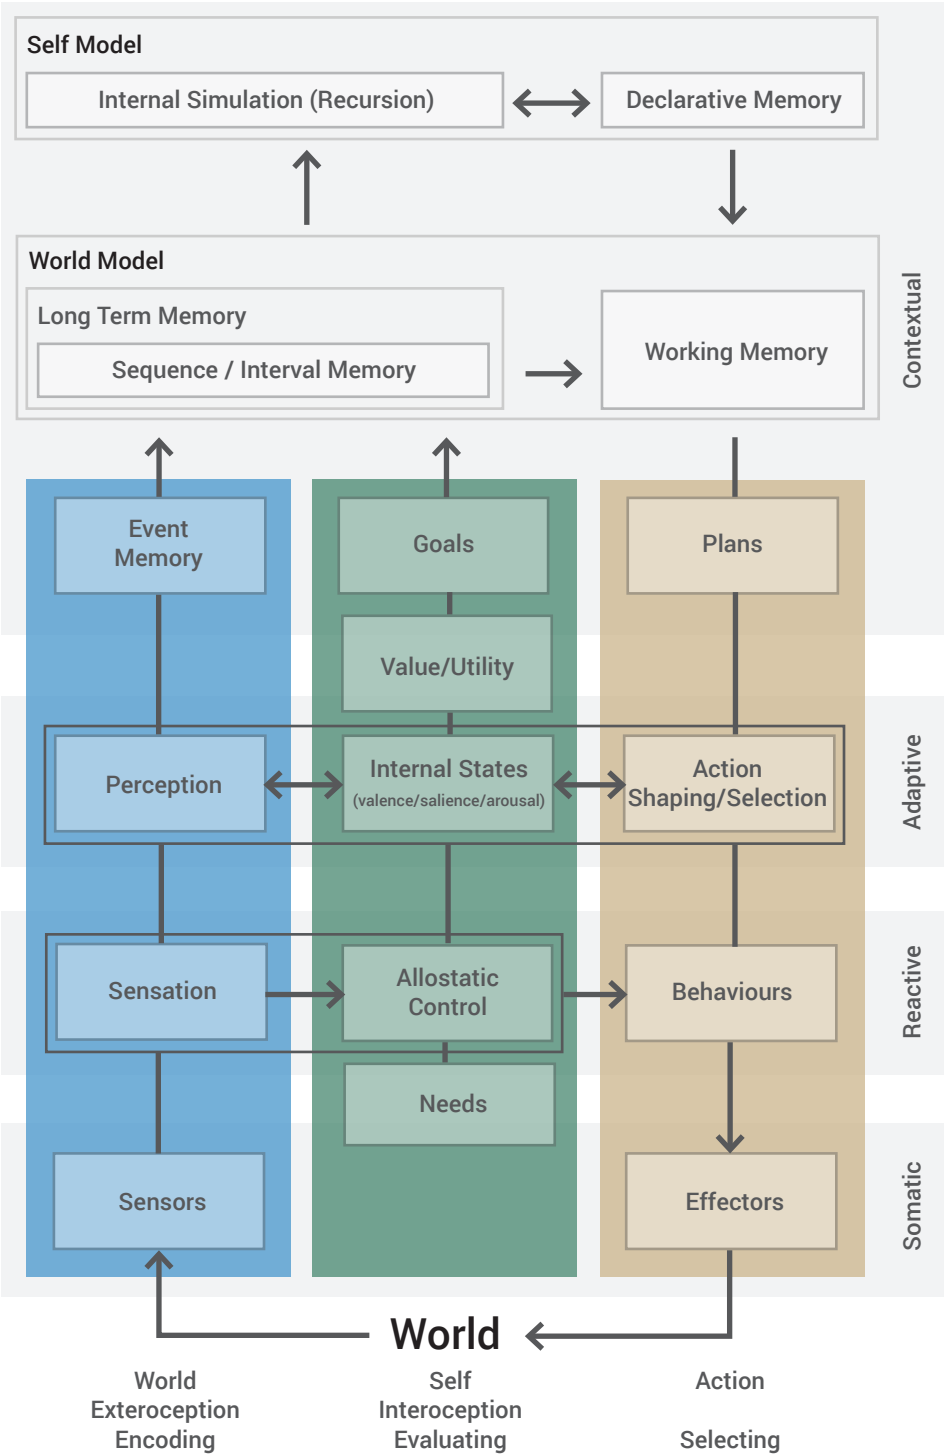 Self Model
Internal Simulation (Recursion)
Declarative Memory
World Model
Long Term Memory
Sequence / Interval Memory
Working Memory
Contextual
Event
Memory
Goals
Plans
Value/Utility
Perception
Internal States
(valence/salience/arousal)
Action
Shaping/Selection
Adaptive
Sensation
Allostatic
Control
Behaviours
Reactive
Needs
Sensors
Effectors
Somatic
World
World
Exteroception
Encoding
Self
Interoception
Evaluating
Action
Selecting